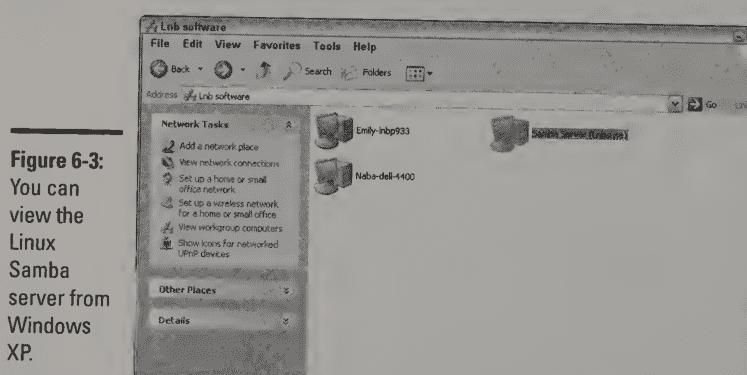 Figure 6-3:
You can
view the
Linux
Samba
server from
Windows
XP.
Lnb software
File Edit View Favorites Tools Help
Back Search Folders
Address Lnb software Go
Network Tasks
Add a network place
View network connections
Set up a home or small
office network
Set up a wireless network
for a home or small office
View workgroup computers
Show icons for networked
UPnP devices
Other Places
Details
Emily-lnbp933
Samba Server
Naba-dell-4400